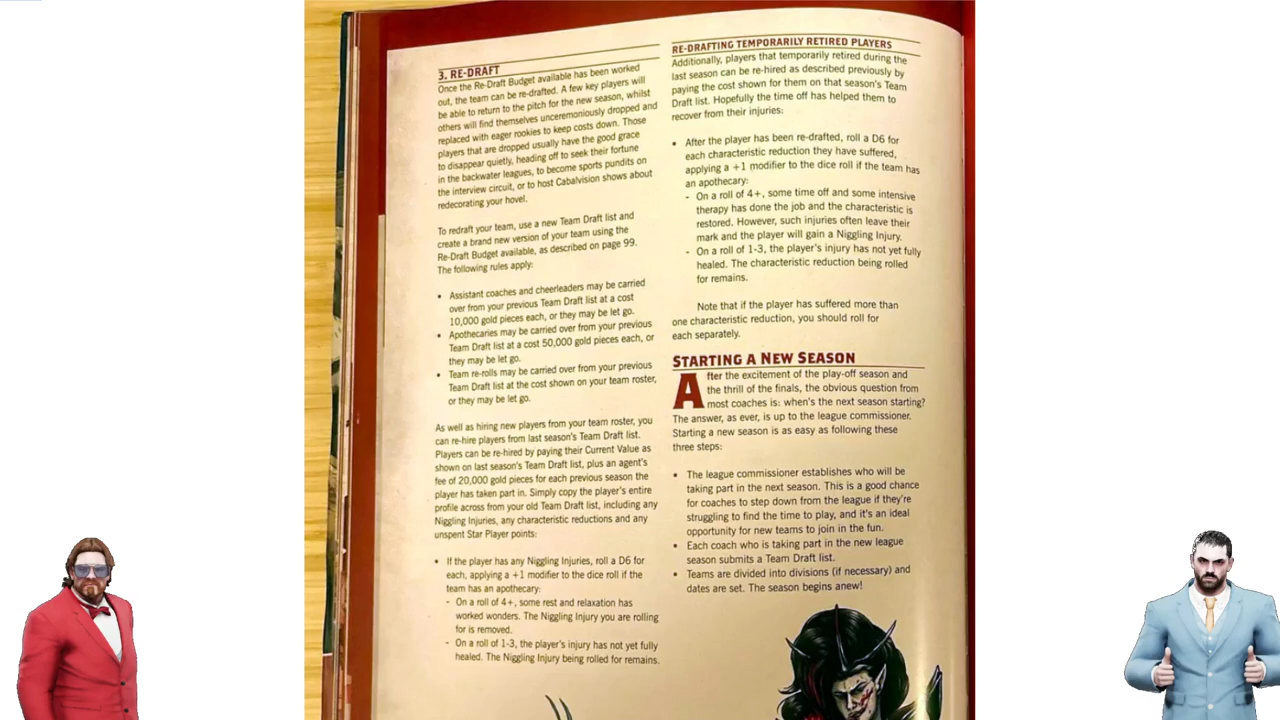 3. RE-DRAFT
Once the Re-Draft Budget available has been worked
out, the team can be re-drafted. A few key players will
be able to return to the pitch for the new season, whilst
others will find themselves unceremoniously dropped and
replaced with eager rookies to keep costs down. Those
players that are dropped usually have the good grace
to disappear quietly, heading off to seek their fortune
in the backwater leagues, to become sports pundits on
the interview circuit, or to host Cabalvision shows about
redecorating your hovel.
To redraft your team, use a new Team Draft list and
create a brand new version of your team using the
Re-Draft Budget available, as described on page 99.
The following rules apply:
• Assistant coaches and cheerleaders may be carried
over from your previous Team Draft list at a cost
10,000 gold pieces each, or they may be let go.
• Apothecaries may be carried over from your previous
Team Draft list at a cost 50,000 gold pieces each, or
they may be let go.
• Team re-rolls may be carried over from your previous
Team Draft list at the cost shown on your team roster,
or they may be let go.
As well as hiring new players from your team roster, you
can re-hire players from last season's Team Draft list.
Players can be re-hired by paying their Current Value as
shown on last season's Team Draft list, plus an agent's
fee of 20,000 gold pieces for each previous season the
player has taken part in. Simply copy the player's entire
profile across from your old Team Draft list, including any
Niggling Injuries, any characteristic reductions and any
unspent Star Player points:
• If the player has any Niggling Injuries, roll a D6 for
each, applying a +1 modifier to the dice roll if the
team has an apothecary:
- On a roll of 4+, some rest and relaxation has
worked wonders. The Niggling Injury you are rolling
for is removed.
- On a roll of 1-3, the player's injury has not yet fully
healed. The Niggling Injury being rolled for remains.
RE-DRAFTING TEMPORARILY RETIRED PLAYERS
Additionally, players that temporarily retired during the
last season can be re-hired as described previously by
paying the cost shown for them on that season's Team
Draft list. Hopefully the time off has helped them to
recover from their injuries:
• After the player has been re-drafted, roll a D6 for
each characteristic reduction they have suffered,
applying a +1 modifier to the dice roll if the team has
an apothecary:
- On a roll of 4+, some time off and some intensive
therapy has done the job and the characteristic is
restored. However, such injuries often leave their
mark and the player will gain a Niggling Injury.
- On a roll of 1-3, the player's injury has not yet fully
healed. The characteristic reduction being rolled
for remains.
Note that if the player has suffered more than
one characteristic reduction, you should roll for
each separately.
STARTING A NEW SEASON
After the excitement of the play-off season and
the thrill of the finals, the obvious question from
most coaches is: when's the next season starting?
The answer, as ever, is up to the league commissioner.
Starting a new season is as easy as following these
three steps:
• The league commissioner establishes who will be
taking part in the next season. This is a good chance
for coaches to step down from the league if they're
struggling to find the time to play, and it's an ideal
opportunity for new teams to join in the fun.
• Each coach who is taking part in the new league
season submits a Team Draft list.
• Teams are divided into divisions (if necessary) and
dates are set. The season begins anew!